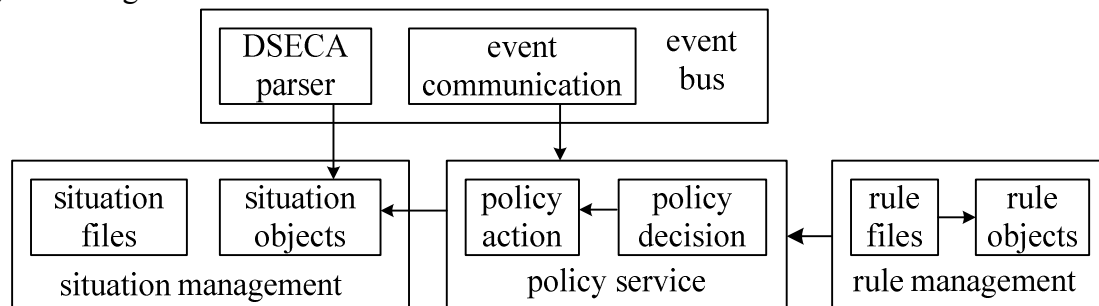 DSECA
parser
event
communication
event
bus
situation
files
situation
objects
situation management
policy
action
policy
decision
policy service
rule
files
rule
objects
rule management